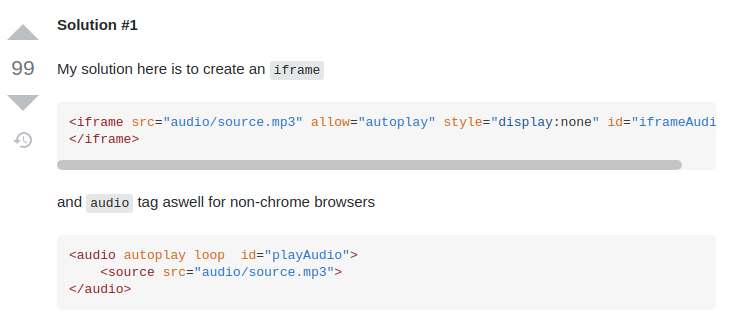 Solution #1
99
My solution here is to create an iframe
<iframe src="audio/source.mp3" allow="autoplay" style="display:none" id="iframeAudi
</iframe>
and audio tag aswell for non-chrome browsers
<audio autoplay loop  id="playAudio">
    <source src="audio/source.mp3">
</audio>